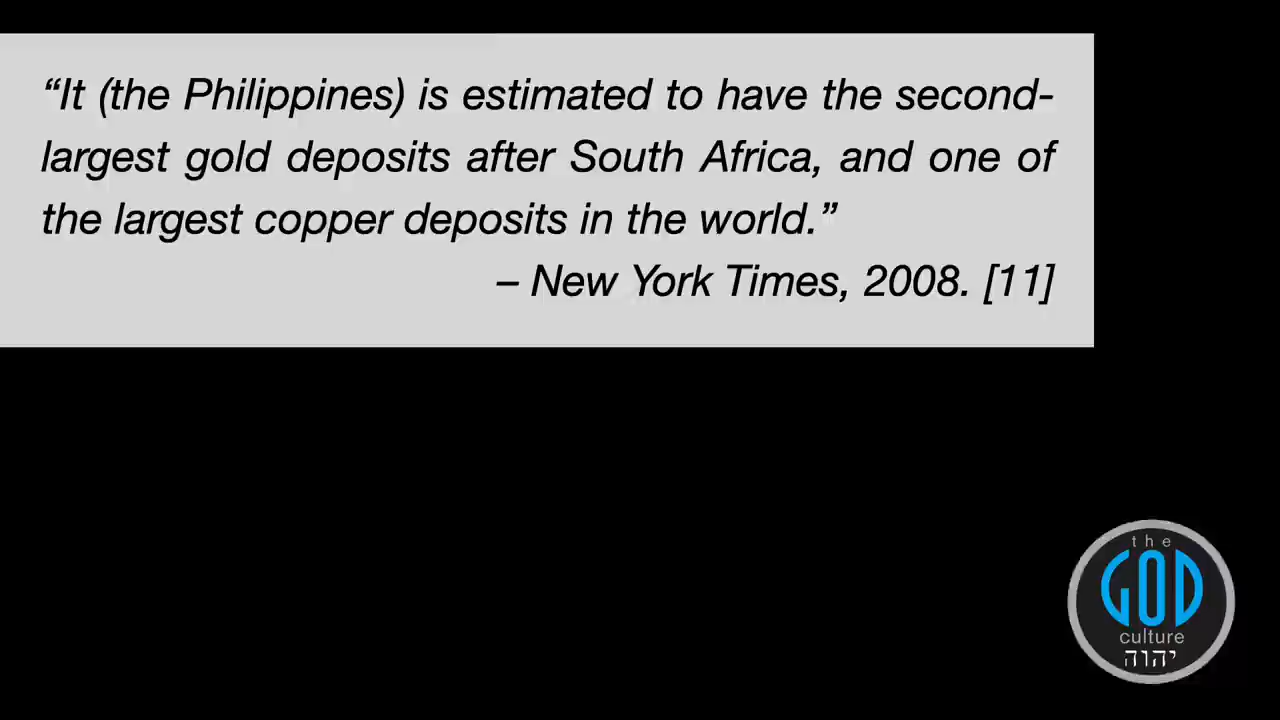 “It (the Philippines) is estimated to have the second-
largest gold deposits after South Africa, and one of
the largest copper deposits in the world.”
– New York Times, 2008. [11]
the
GOD
culture
יהוה